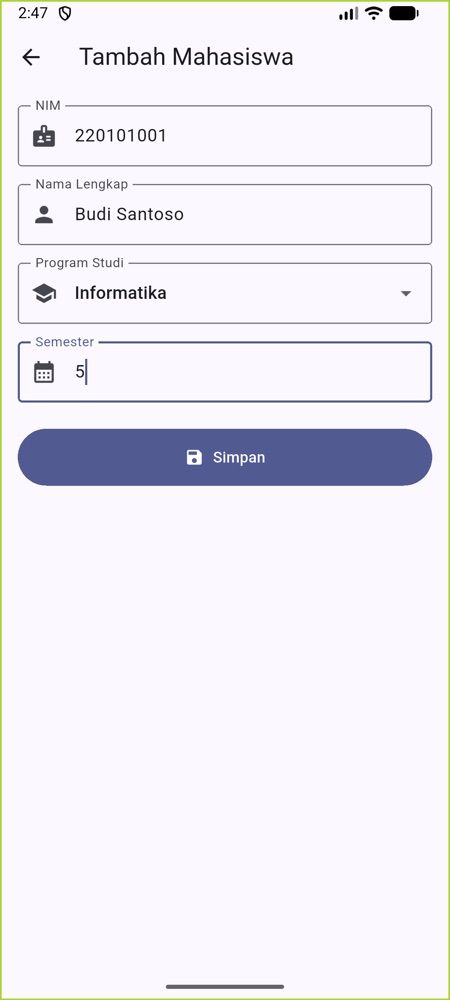 2:47
Tambah Mahasiswa
NIM
220101001
Nama Lengkap
Budi Santoso
Program Studi
Informatika
Semester
5
Simpan